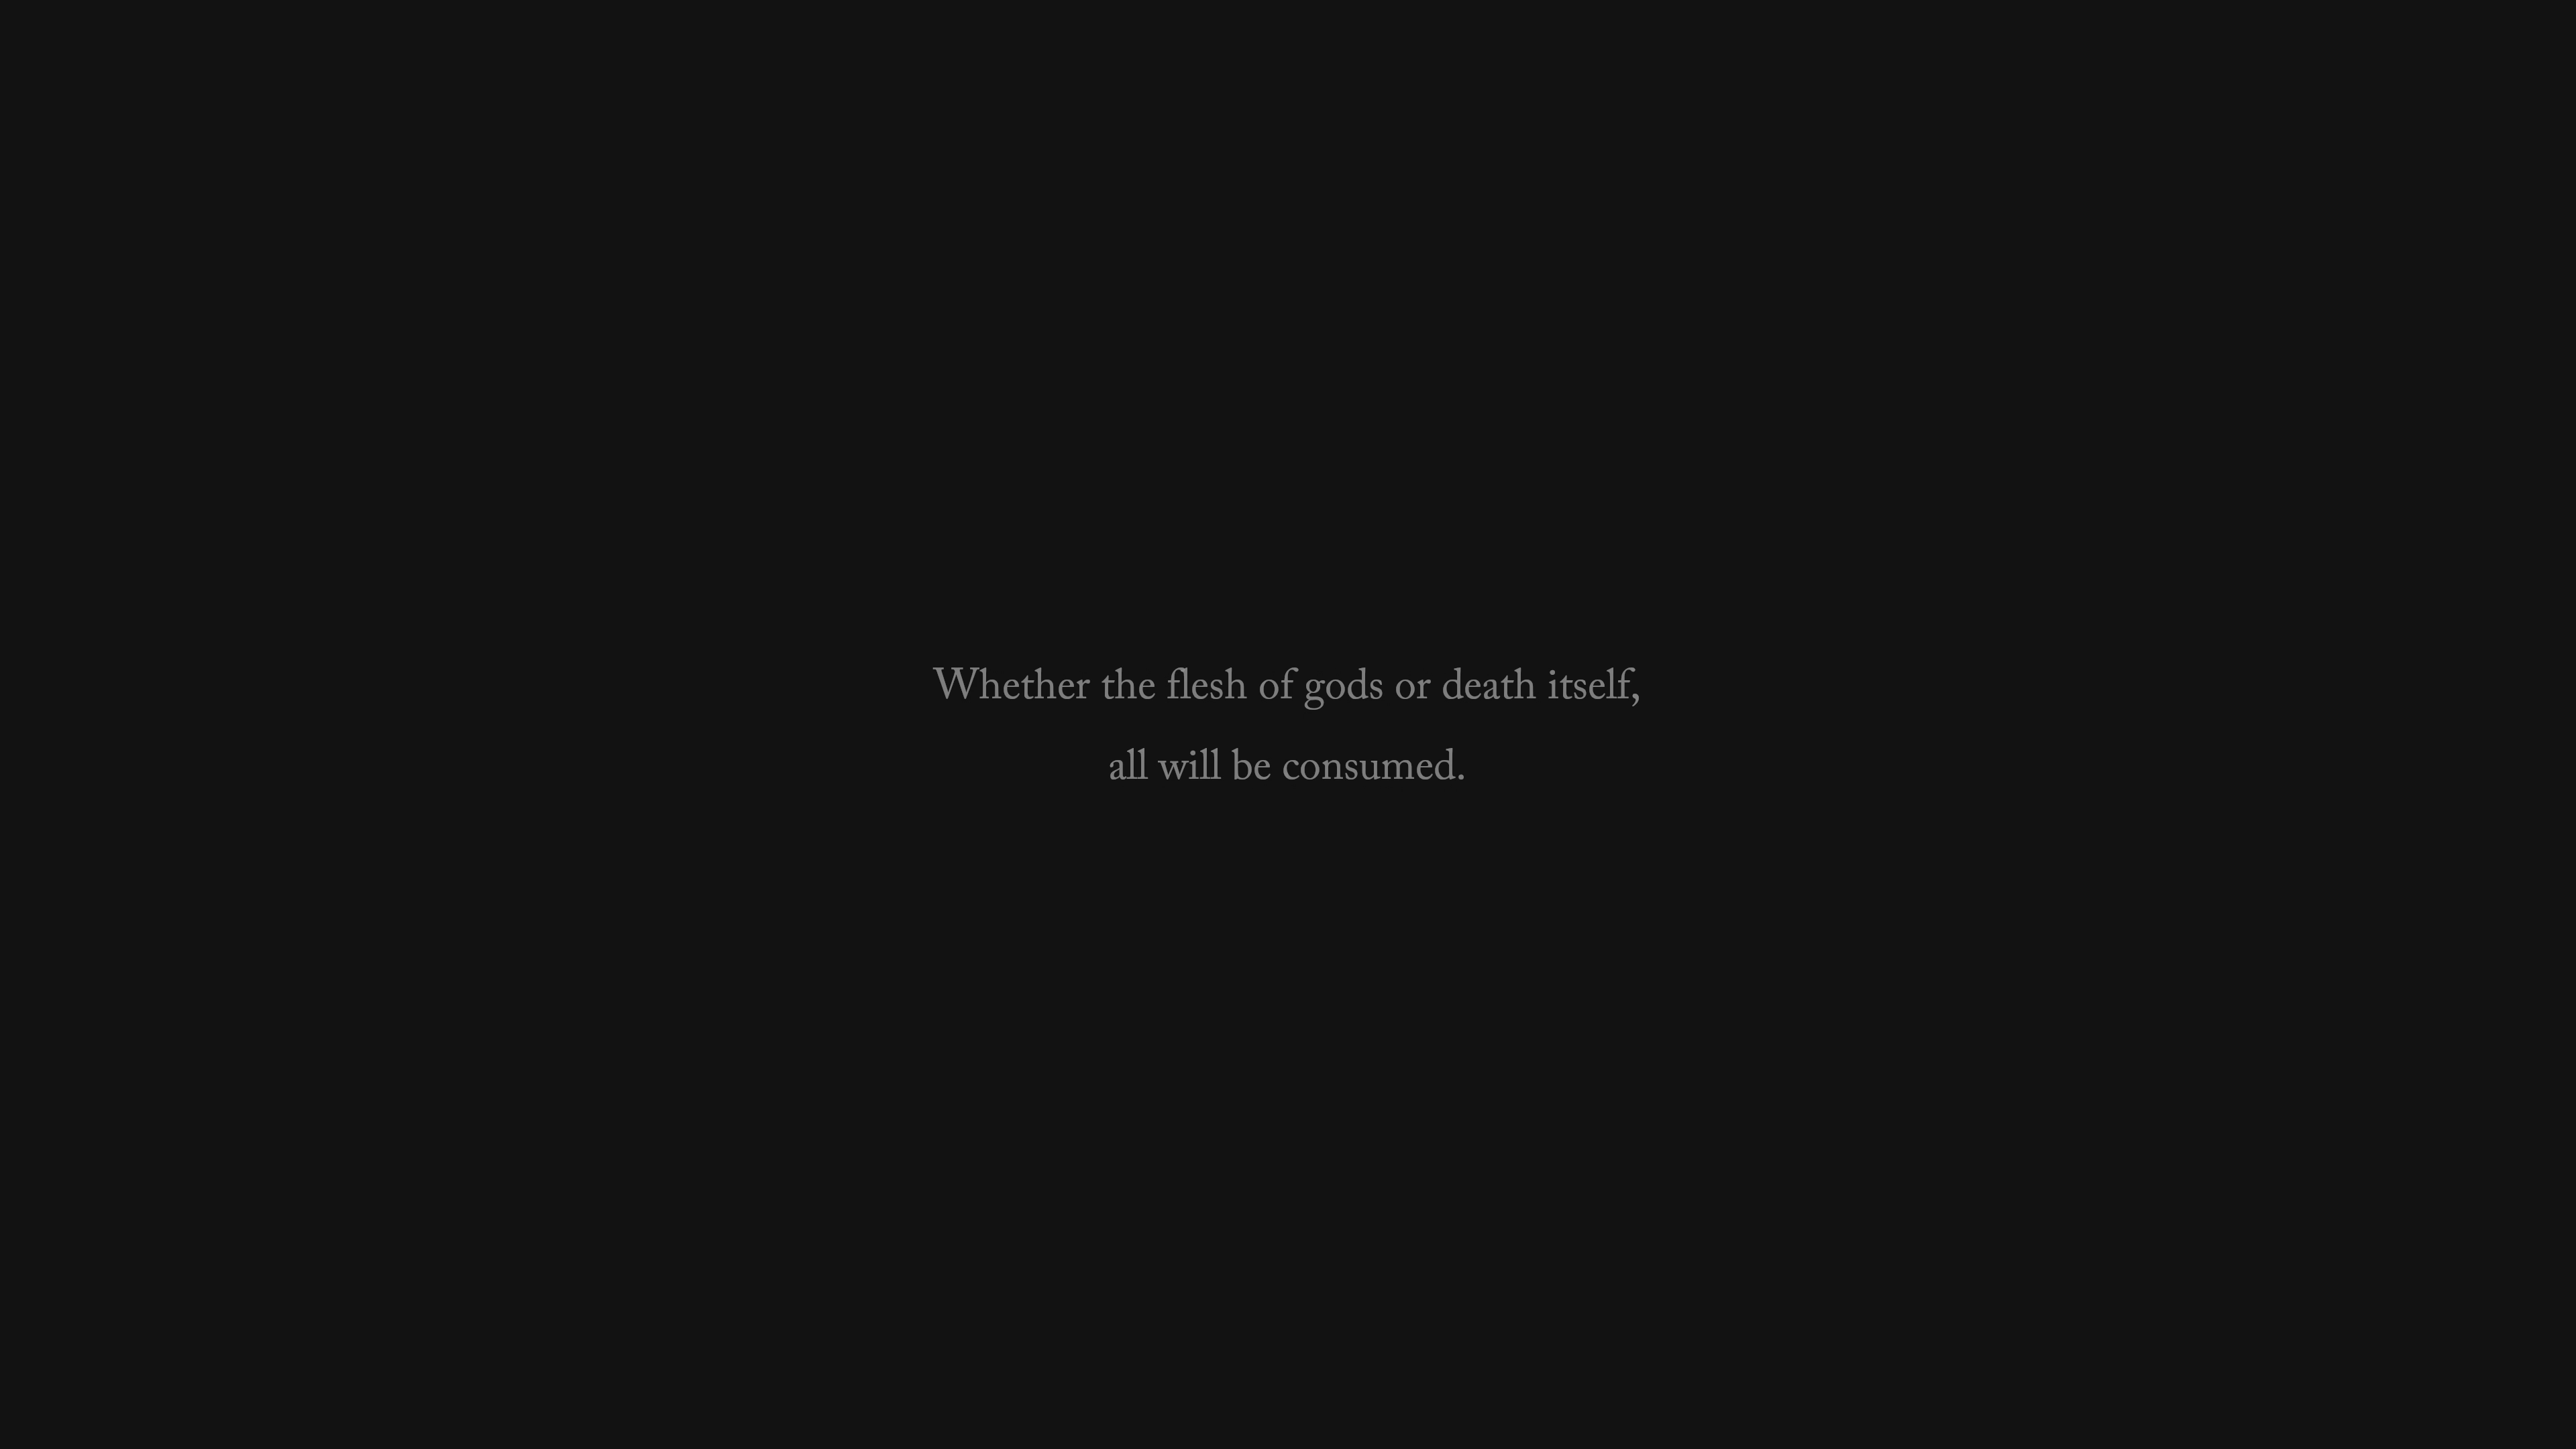 Whether the flesh of gods or death itself,
all will be consumed.